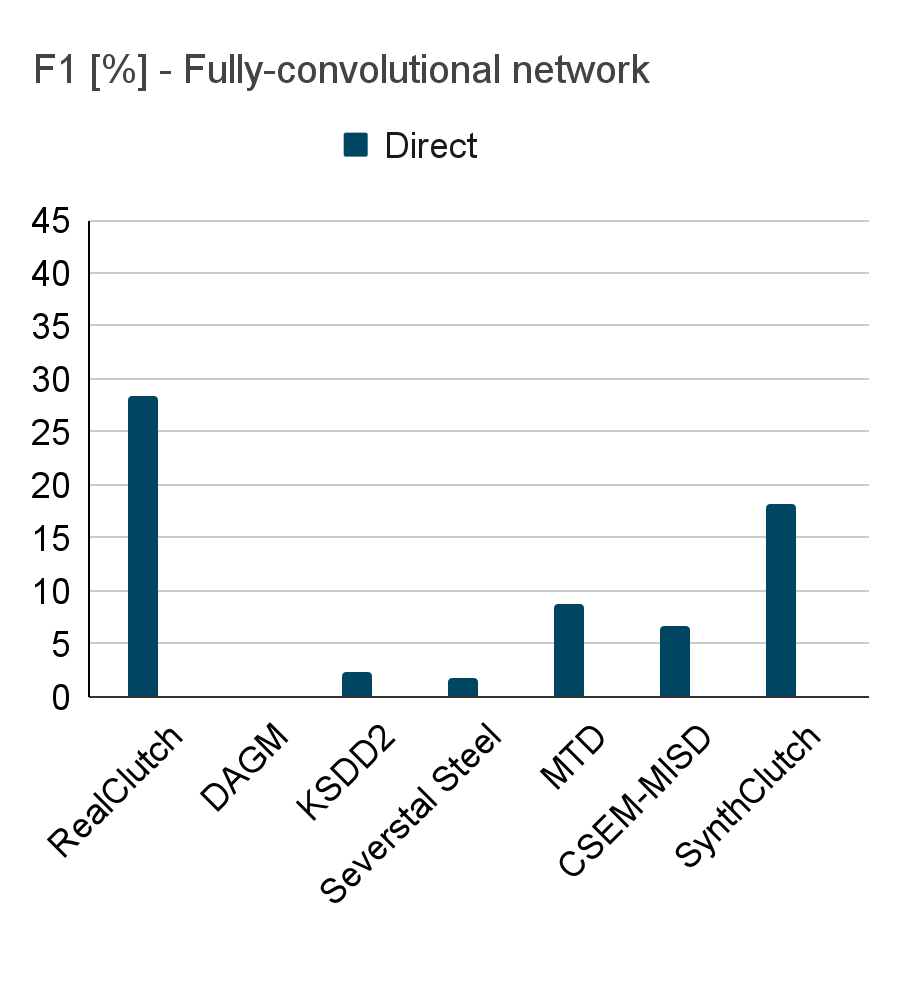 F1 [%] - Fully-convolutional network
Direct
45
40
35
30
25
20
15
10
5
0
RealClutch
DAGM
KSDD2
Severstal Steel
MTD
CSEM-MISD
SynthClutch